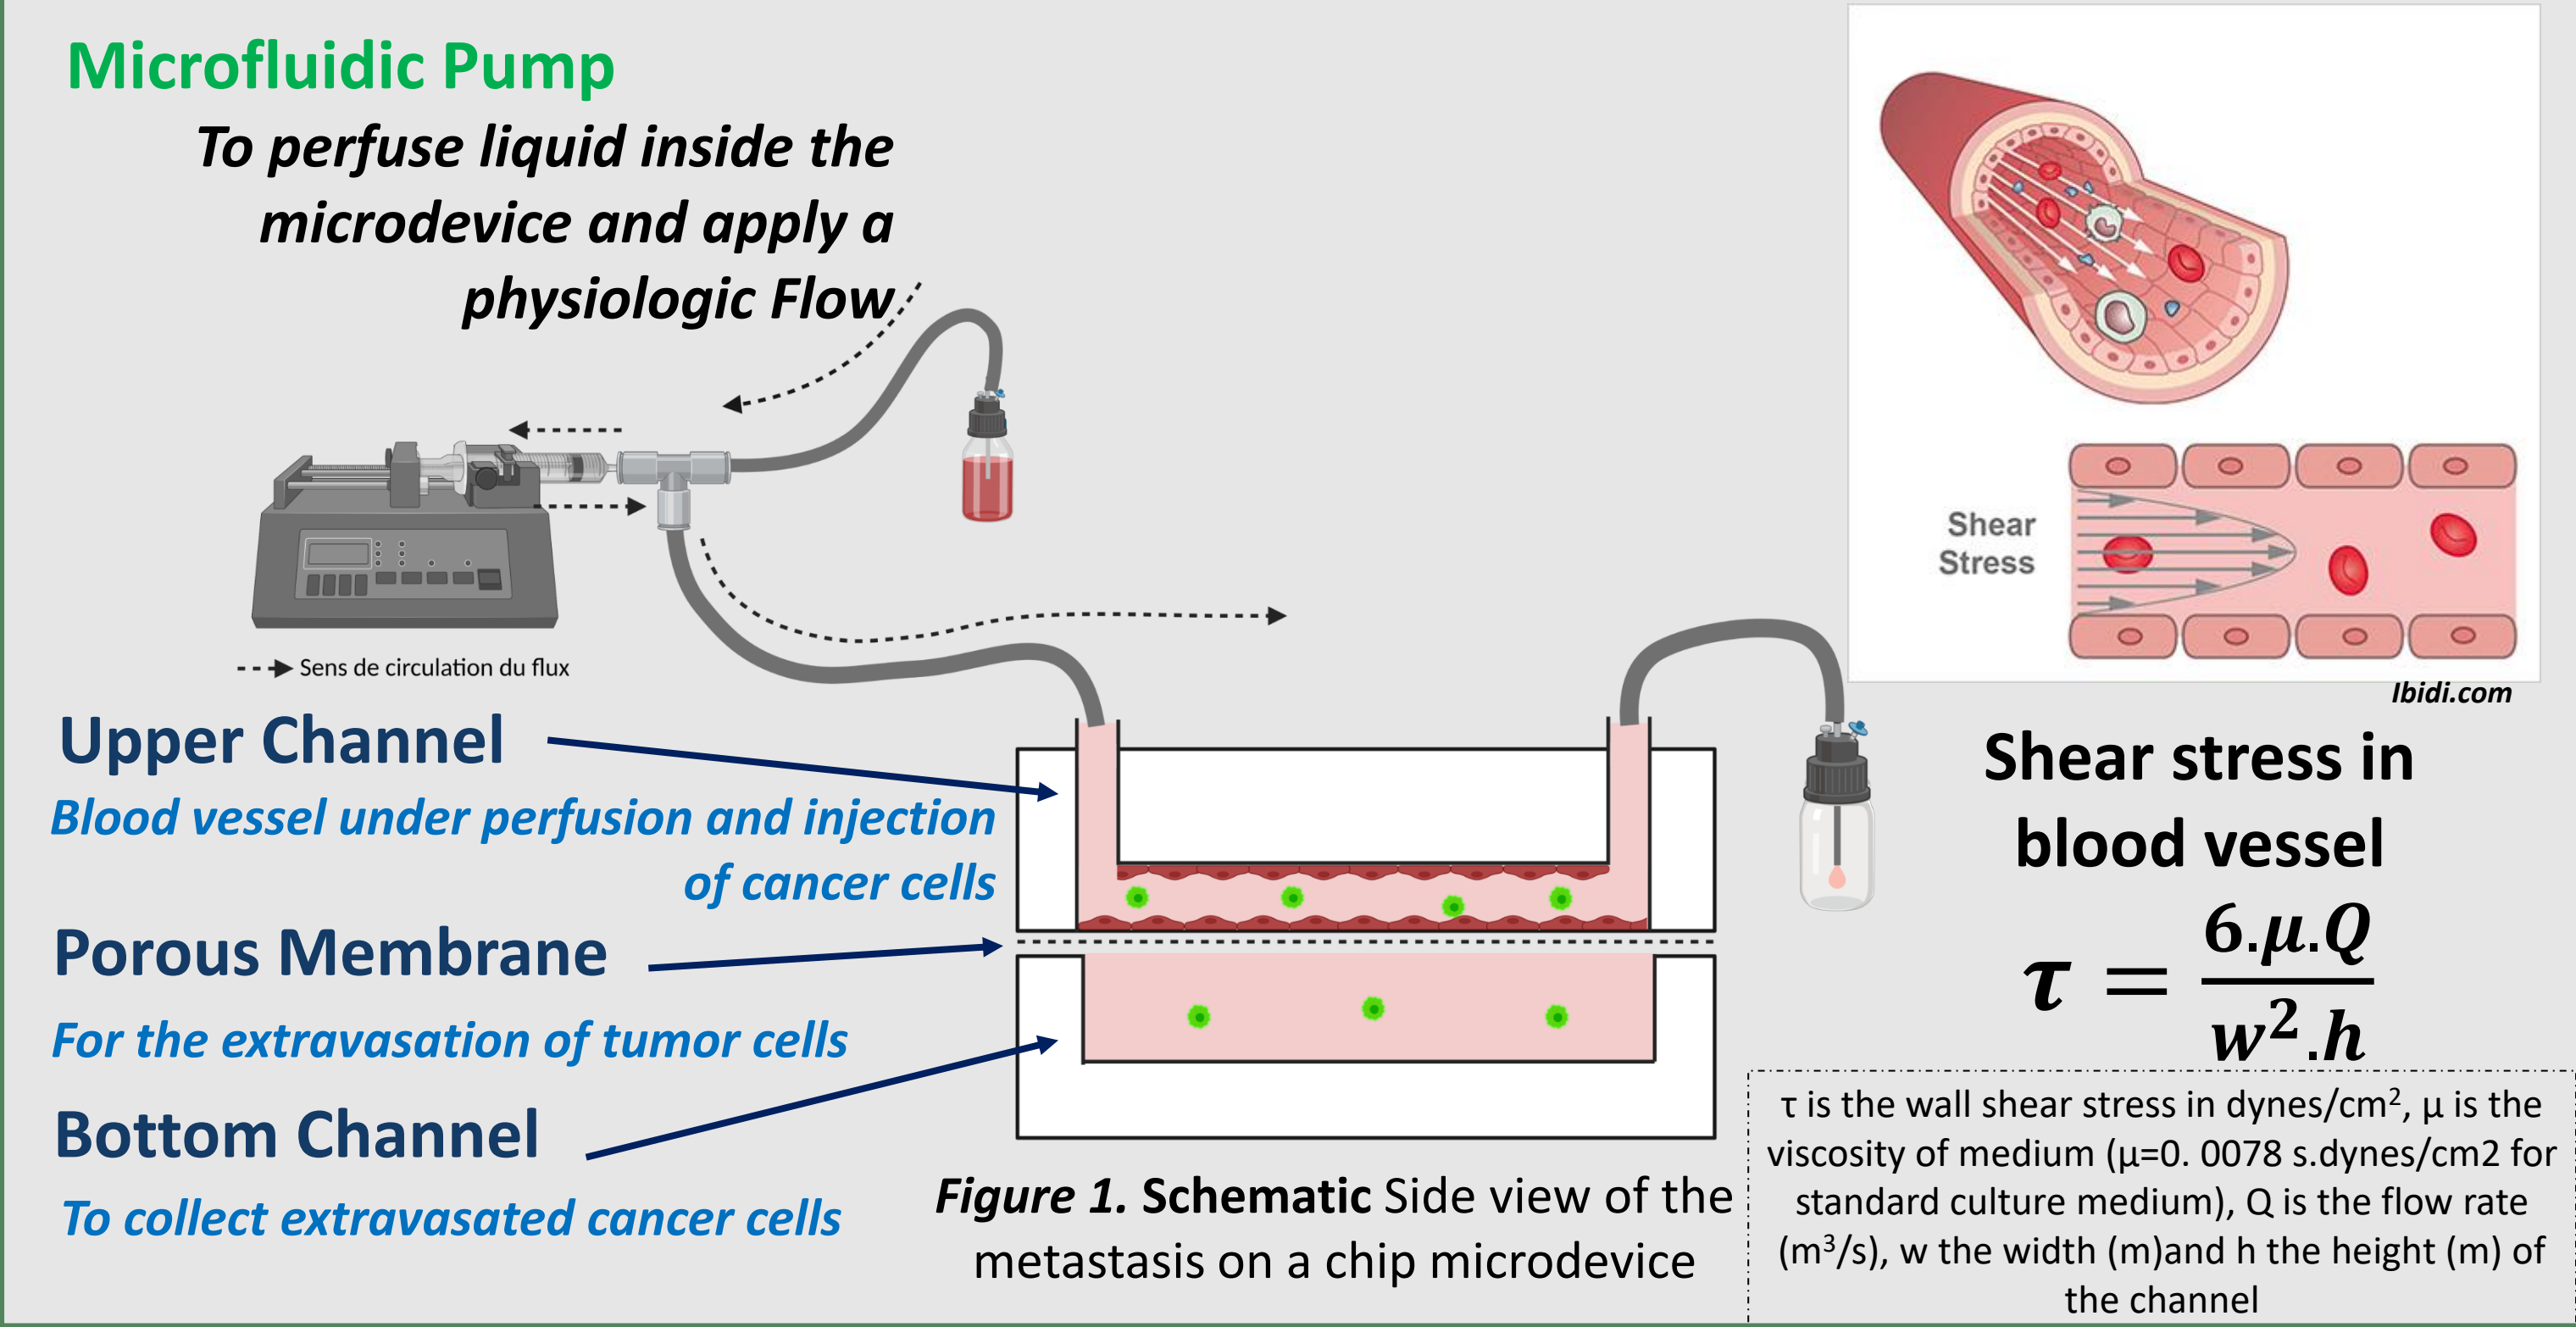 Microfluidic Pump
To perfuse liquid inside the
microdevice and apply a
physiologic Flow
Sens de circulation du flux
Upper Channel
Blood vessel under perfusion and injection
of cancer cells
Porous Membrane
For the extravasation of tumor cells
Bottom Channel
To collect extravasated cancer cells
Figure 1. Schematic Side view of the
metastasis on a chip microdevice
Shear
Stress
Ibidi.com
Shear stress in
blood vessel
τ = 6.μ.Q / w².h
τ is the wall shear stress in dynes/cm², μ is the
viscosity of medium (μ=0. 0078 s.dynes/cm2 for
standard culture medium), Q is the flow rate
(m³/s), w the width (m)and h the height (m) of
the channel